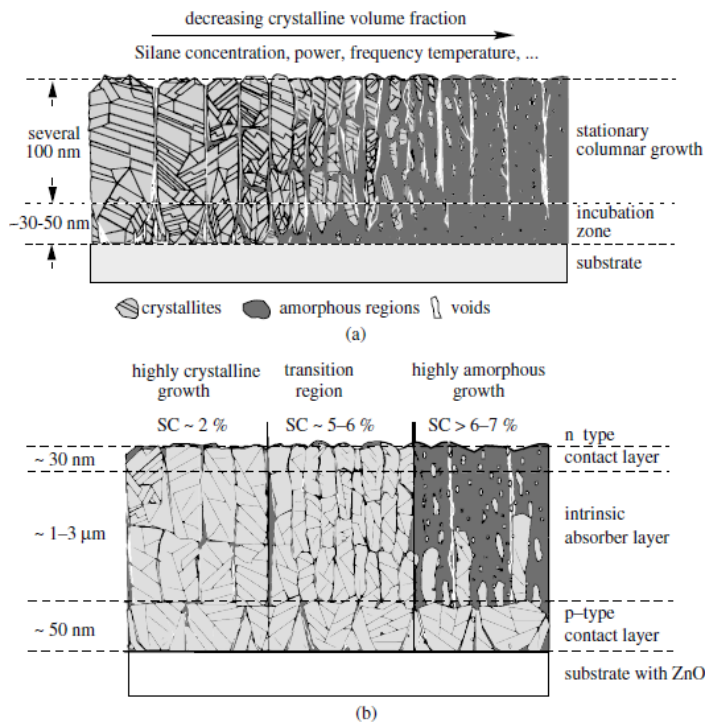 decreasing crystalline volume fraction
Silane concentration, power, frequency temperature, ...
several
100 nm
stationary
columnar growth
~30-50 nm
incubation
zone
substrate
crystallites amorphous regions voids
(a)
highly crystalline
growth
transition
region
highly amorphous
growth
SC ~ 2 % SC ~ 5–6 % SC > 6–7 %
n type
contact layer
~ 30 nm
~ 1–3 μm
intrinsic
absorber layer
~ 50 nm
p–type
contact layer
substrate with ZnO
(b)